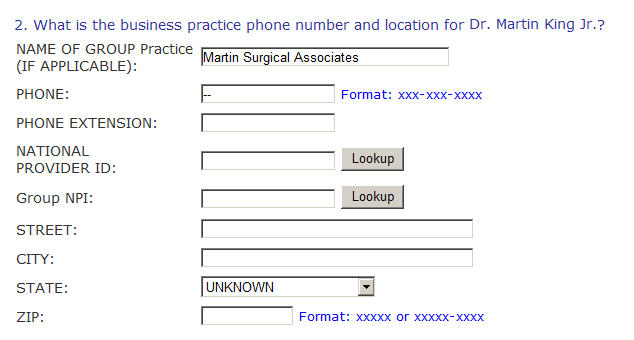 2. What is the business practice phone number and location for Dr. Martin King Jr.?
NAME OF GROUP Practice
(IF APPLICABLE):
Martin Surgical Associates
PHONE: -- Format: xxx-xxx-xxxx
PHONE EXTENSION:
NATIONAL
PROVIDER ID:
Lookup
Group NPI: Lookup
STREET:
CITY:
STATE: UNKNOWN
ZIP: Format: xxxxx or xxxxx-xxxx